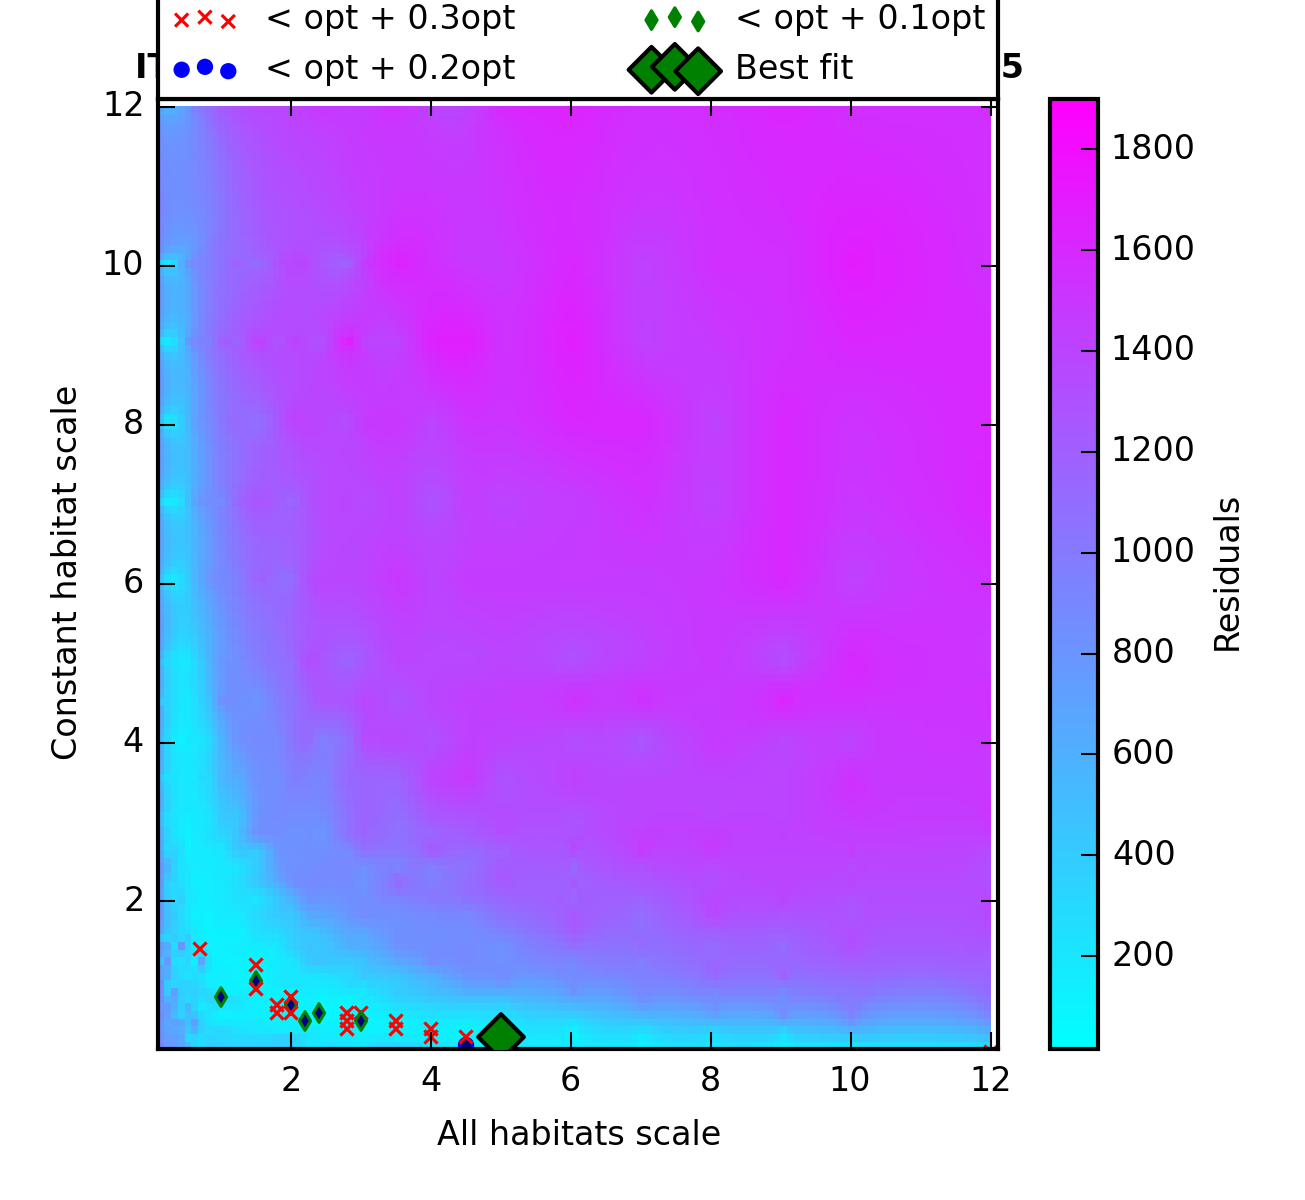 < opt + 0.3opt < opt + 0.1opt
< opt + 0.2opt Best fit
5
12
10
8
6
4
2
Constant habitat scale
2 4 6 8 10 12
All habitats scale
1800
1600
1400
1200
1000
800
600
400
200
Residuals